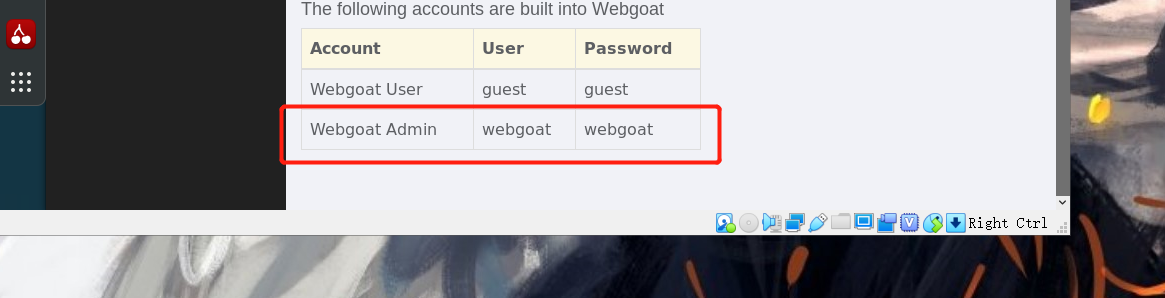 The following accounts are built into Webgoat
Account User Password
Webgoat User guest guest
Webgoat Admin webgoat webgoat
Right Ctrl